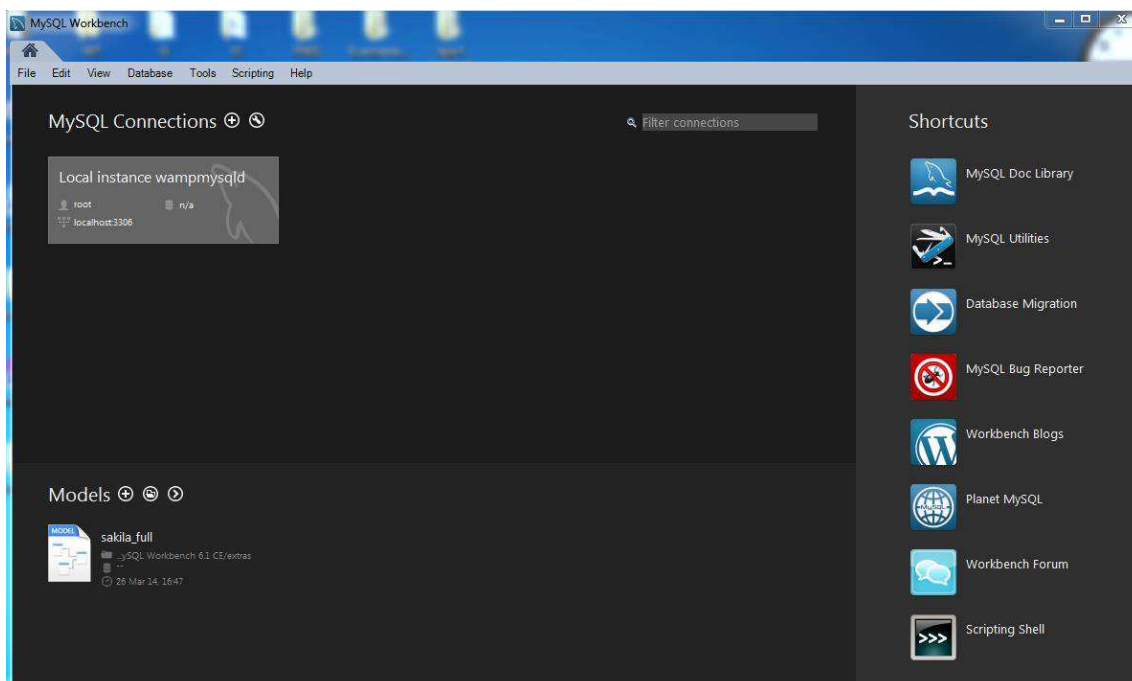 MySQL Workbench
File Edit View Database Tools Scripting Help
MySQL Connections
Filter connections
Local instance wampmysqld
root n/a
localhost:3306
Shortcuts
MySQL Doc Library
MySQL Utilities
Database Migration
MySQL Bug Reporter
Workbench Blogs
Planet MySQL
Workbench Forum
Scripting Shell
Models
MODEL
sakila_full
..ySQL Workbench 6.1 CE/extras
26 Mar 14, 16:47